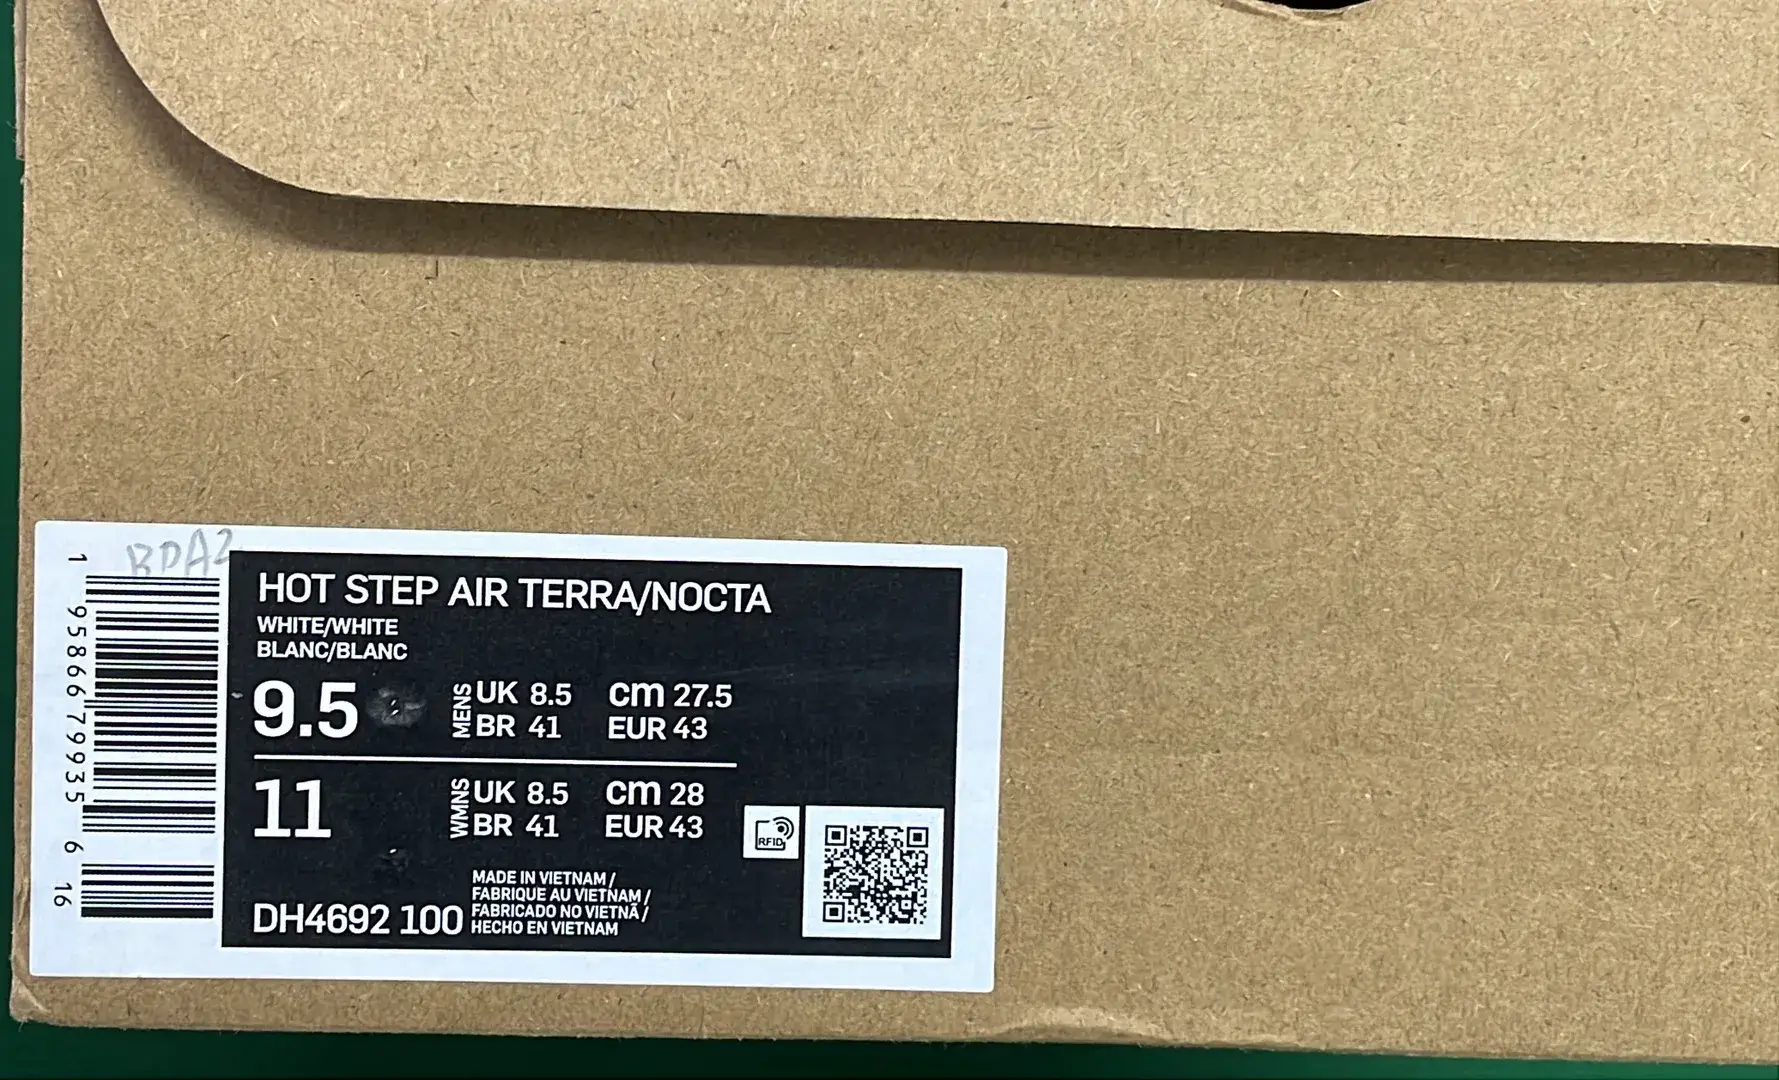 BDA2
1 95866 79935 6 16
HOT STEP AIR TERRA/NOCTA
WHITE/WHITE
BLANC/BLANC
9.5 MENS UK 8.5 cm 27.5
BR 41 EUR 43
11 WMNS UK 8.5 cm 28
BR 41 EUR 43
RFID
MADE IN VIETNAM /
FABRIQUE AU VIETNAM /
FABRICADO NO VIETNÃ /
HECHO EN VIETNAM
DH4692 100